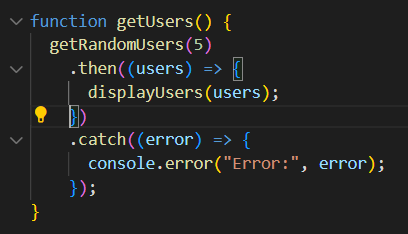 function getUsers() {
  getRandomUsers(5)
    .then((users) => {
      displayUsers(users);
    })
    .catch((error) => {
      console.error("Error:", error);
    });
}